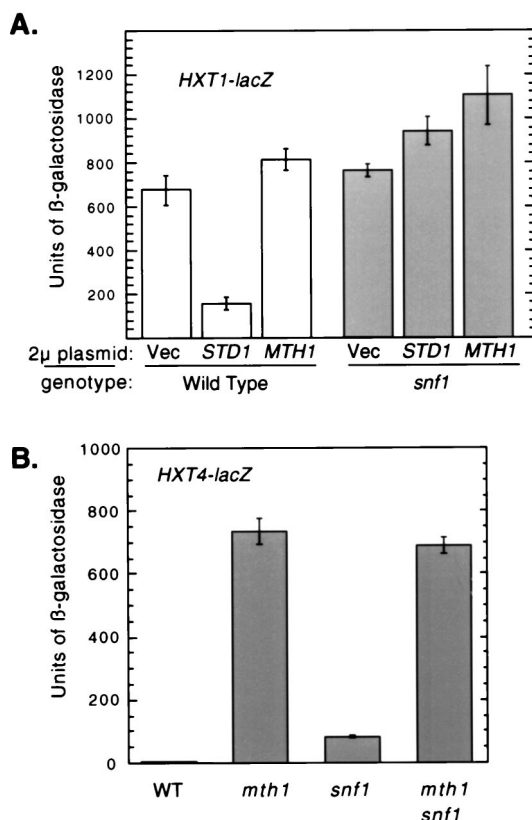 A.
HXT1-lacZ
Units of ß-galactosidase
1200
1000
800
600
400
200
2µ plasmid: Vec STD1 MTH1 Vec STD1 MTH1
genotype: Wild Type snf1
B.
HXT4-lacZ
Units of ß-galactosidase
1000
800
600
400
200
0
WT mth1 snf1 mth1
snf1